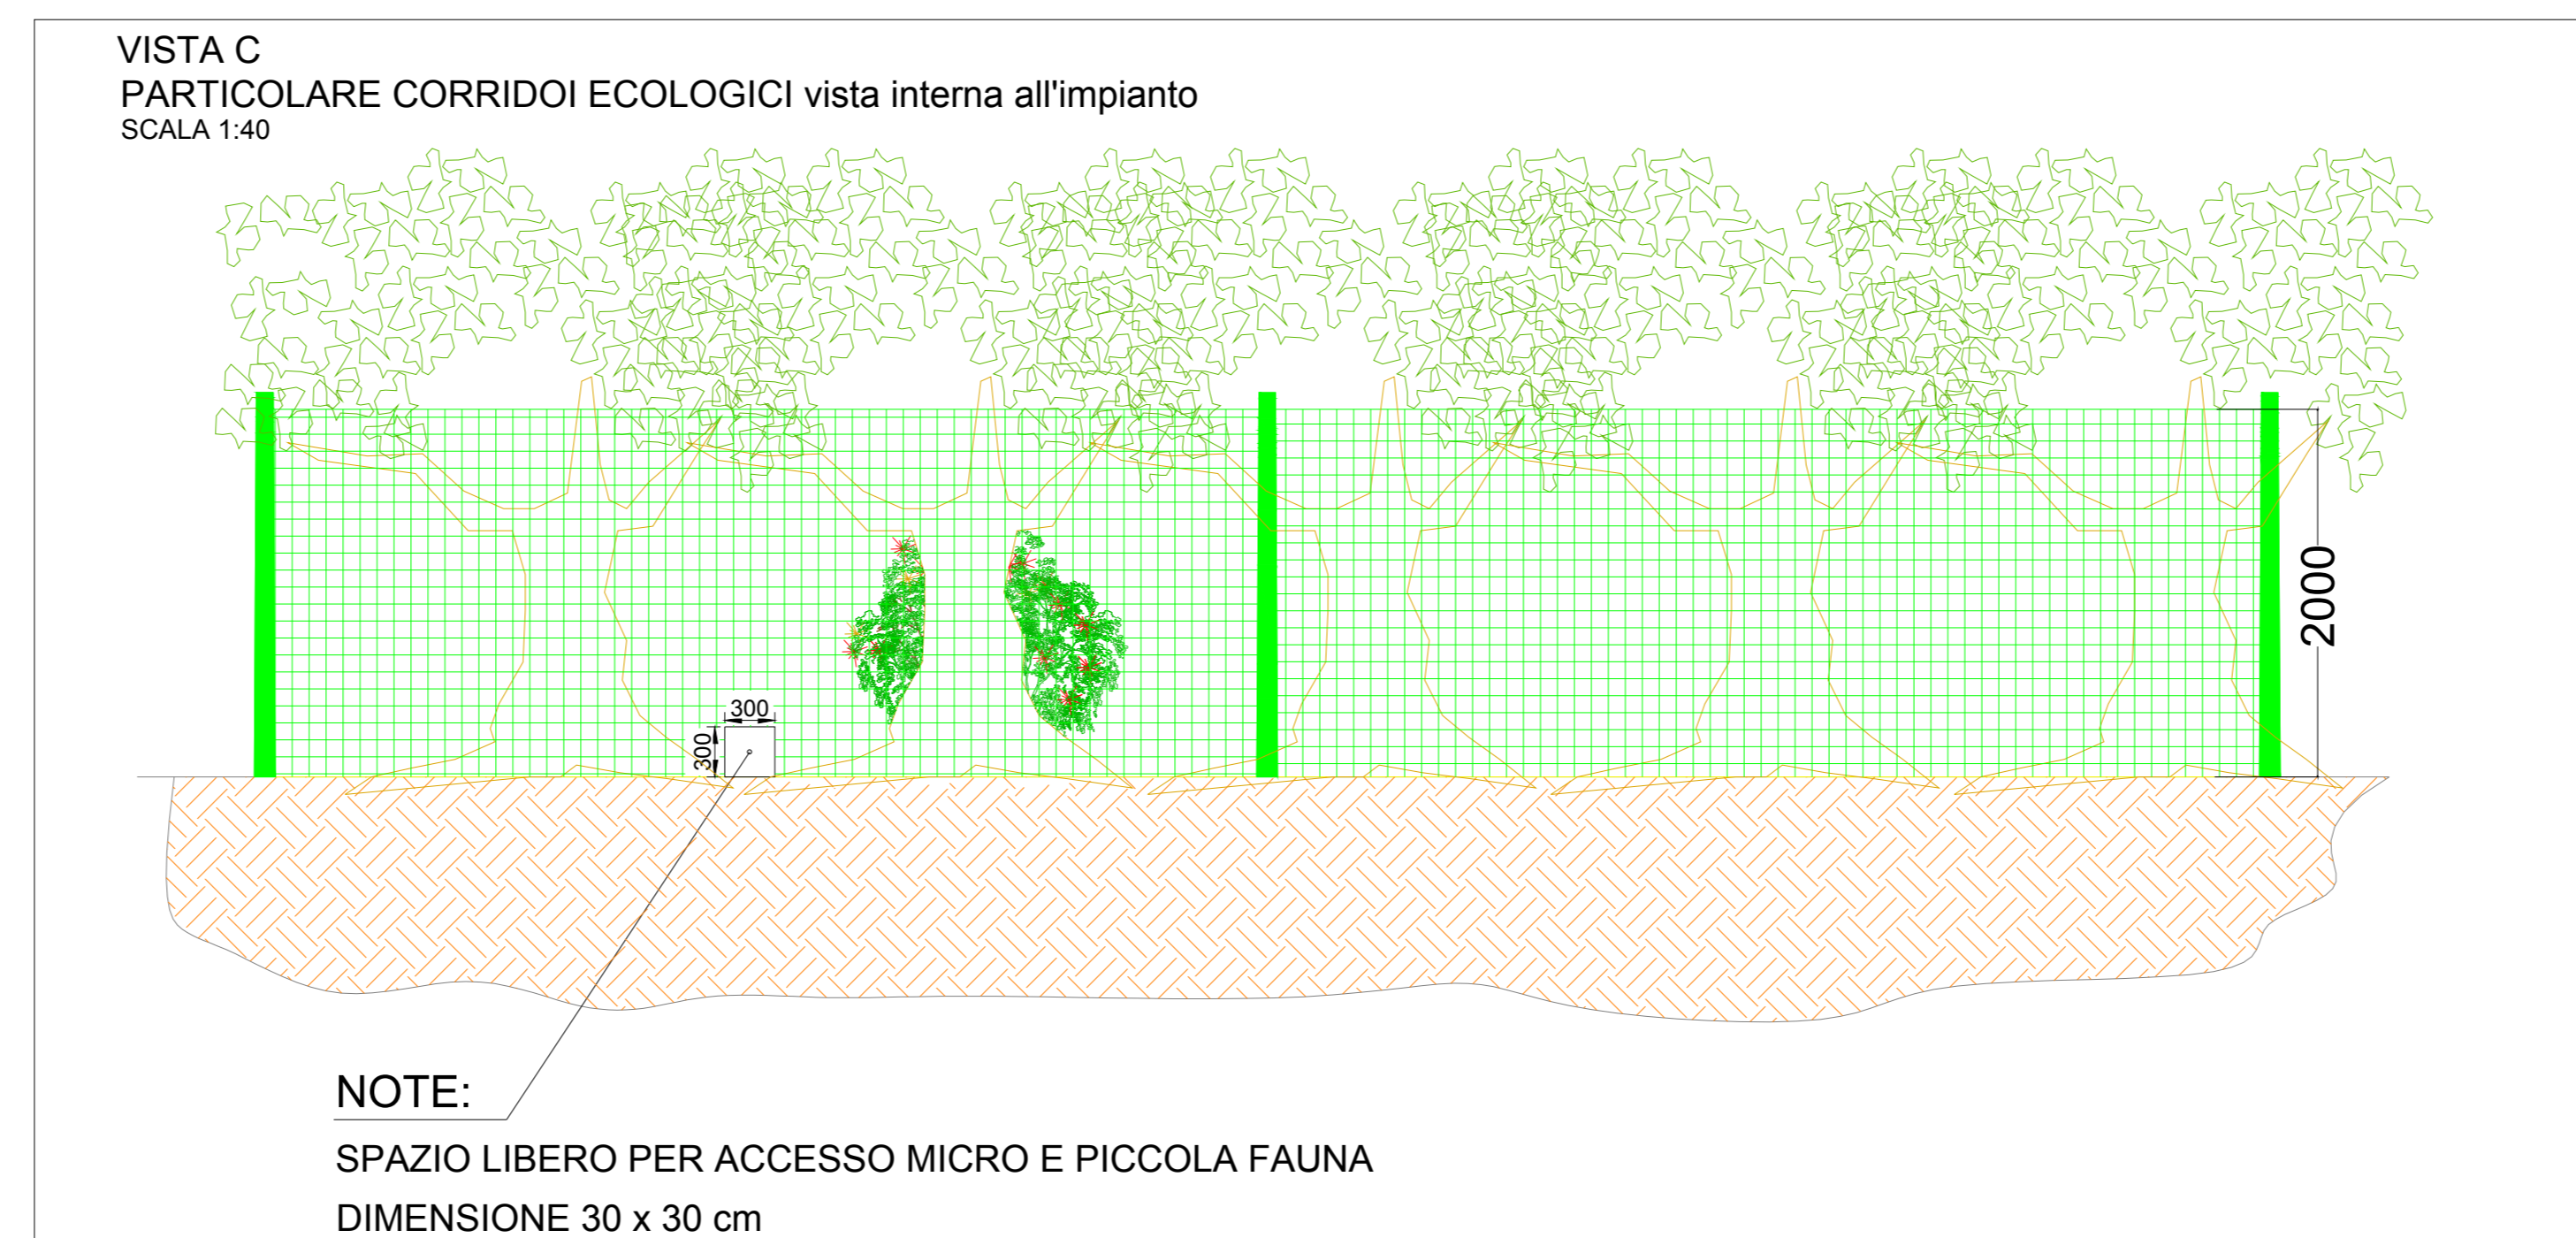 VISTA C
PARTICOLARE CORRIDOI ECOLOGICI vista interna all'impianto
SCALA 1:40
2000
300
300
NOTE:
SPAZIO LIBERO PER ACCESSO MICRO E PICCOLA FAUNA
DIMENSIONE 30 x 30 cm